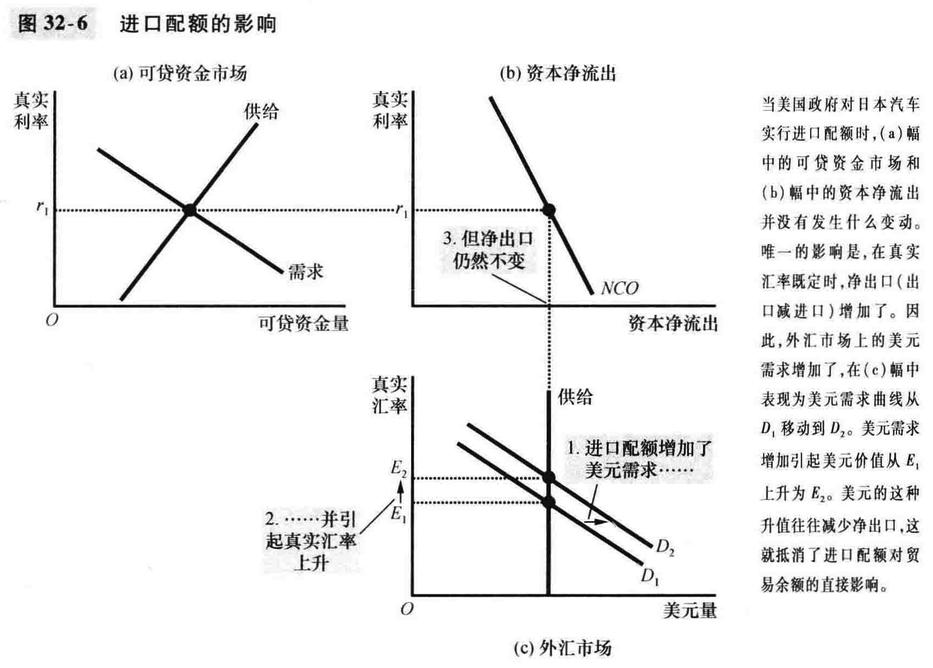 图 32-6 进口配额的影响
(a) 可贷资金市场
真实
利率
供给
r₁
需求
O
可贷资金量
(b) 资本净流出
真实
利率
r₁
3. 但净出口
仍然不变
NCO
资本净流出
真实
汇率
供给
1. 进口配额增加了
美元需求……
E₂
E₁
2. ……并引
起真实汇率
上升
D₂
D₁
O
美元量
(c) 外汇市场
当美国政府对日本汽车
实行进口配额时,(a)幅
中的可贷资金市场和
(b)幅中的资本净流出
并没有发生什么变动。
唯一的影响是,在真实
汇率既定时,净出口(出
口减进口)增加了。因
此,外汇市场上的美元
需求增加了,在(c)幅中
表现为美元需求曲线从
D₁移动到D₂。美元需求
增加引起美元价值从E₁
上升为E₂。美元的这种
升值往往减少净出口,这
就抵消了进口配额对贸
易余额的直接影响。